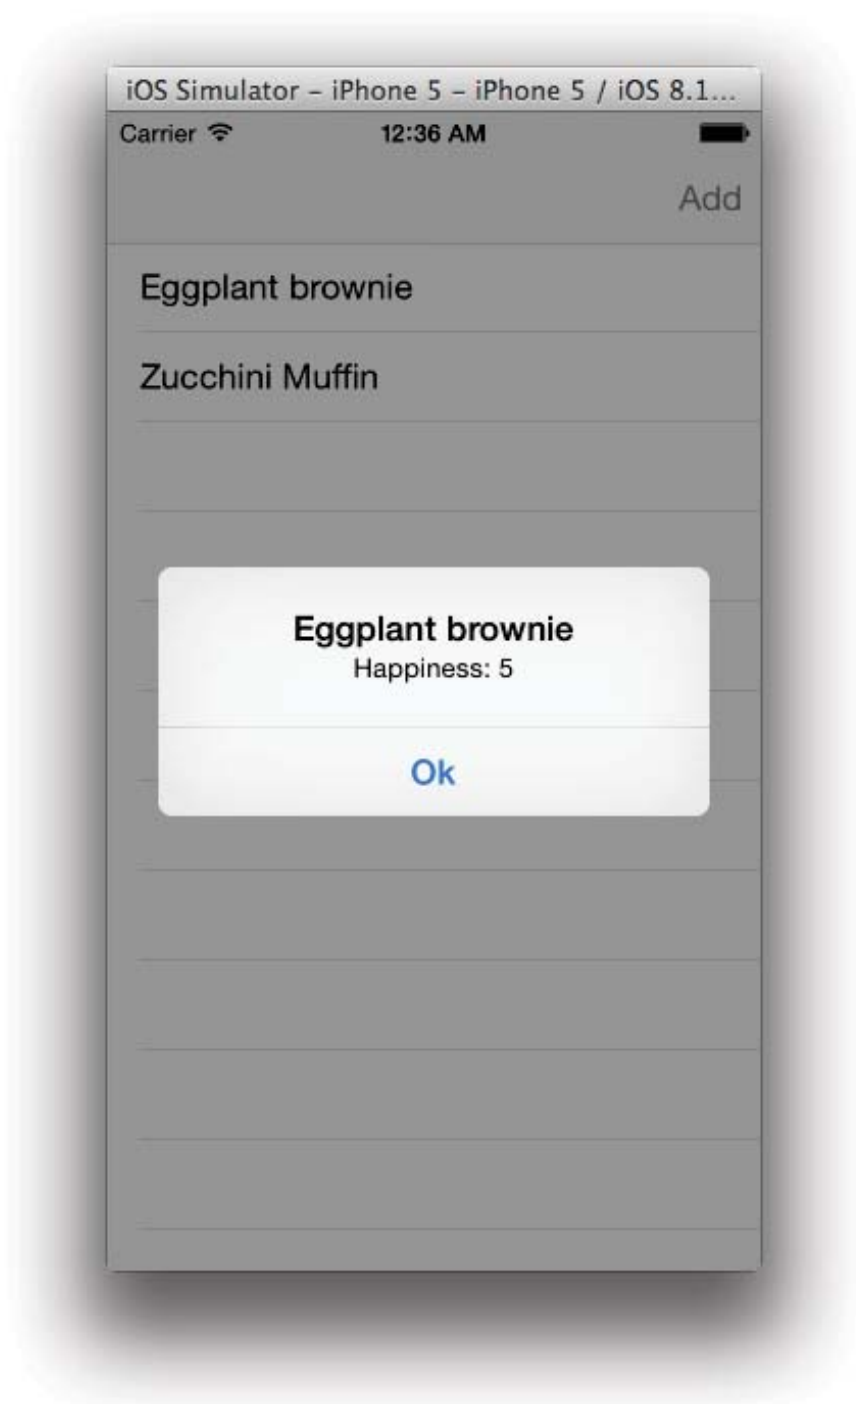 iOS Simulator – iPhone 5 – iPhone 5 / iOS 8.1...
Carrier 12:36 AM
Add
Eggplant brownie
Zucchini Muffin
Eggplant brownie
Happiness: 5
Ok